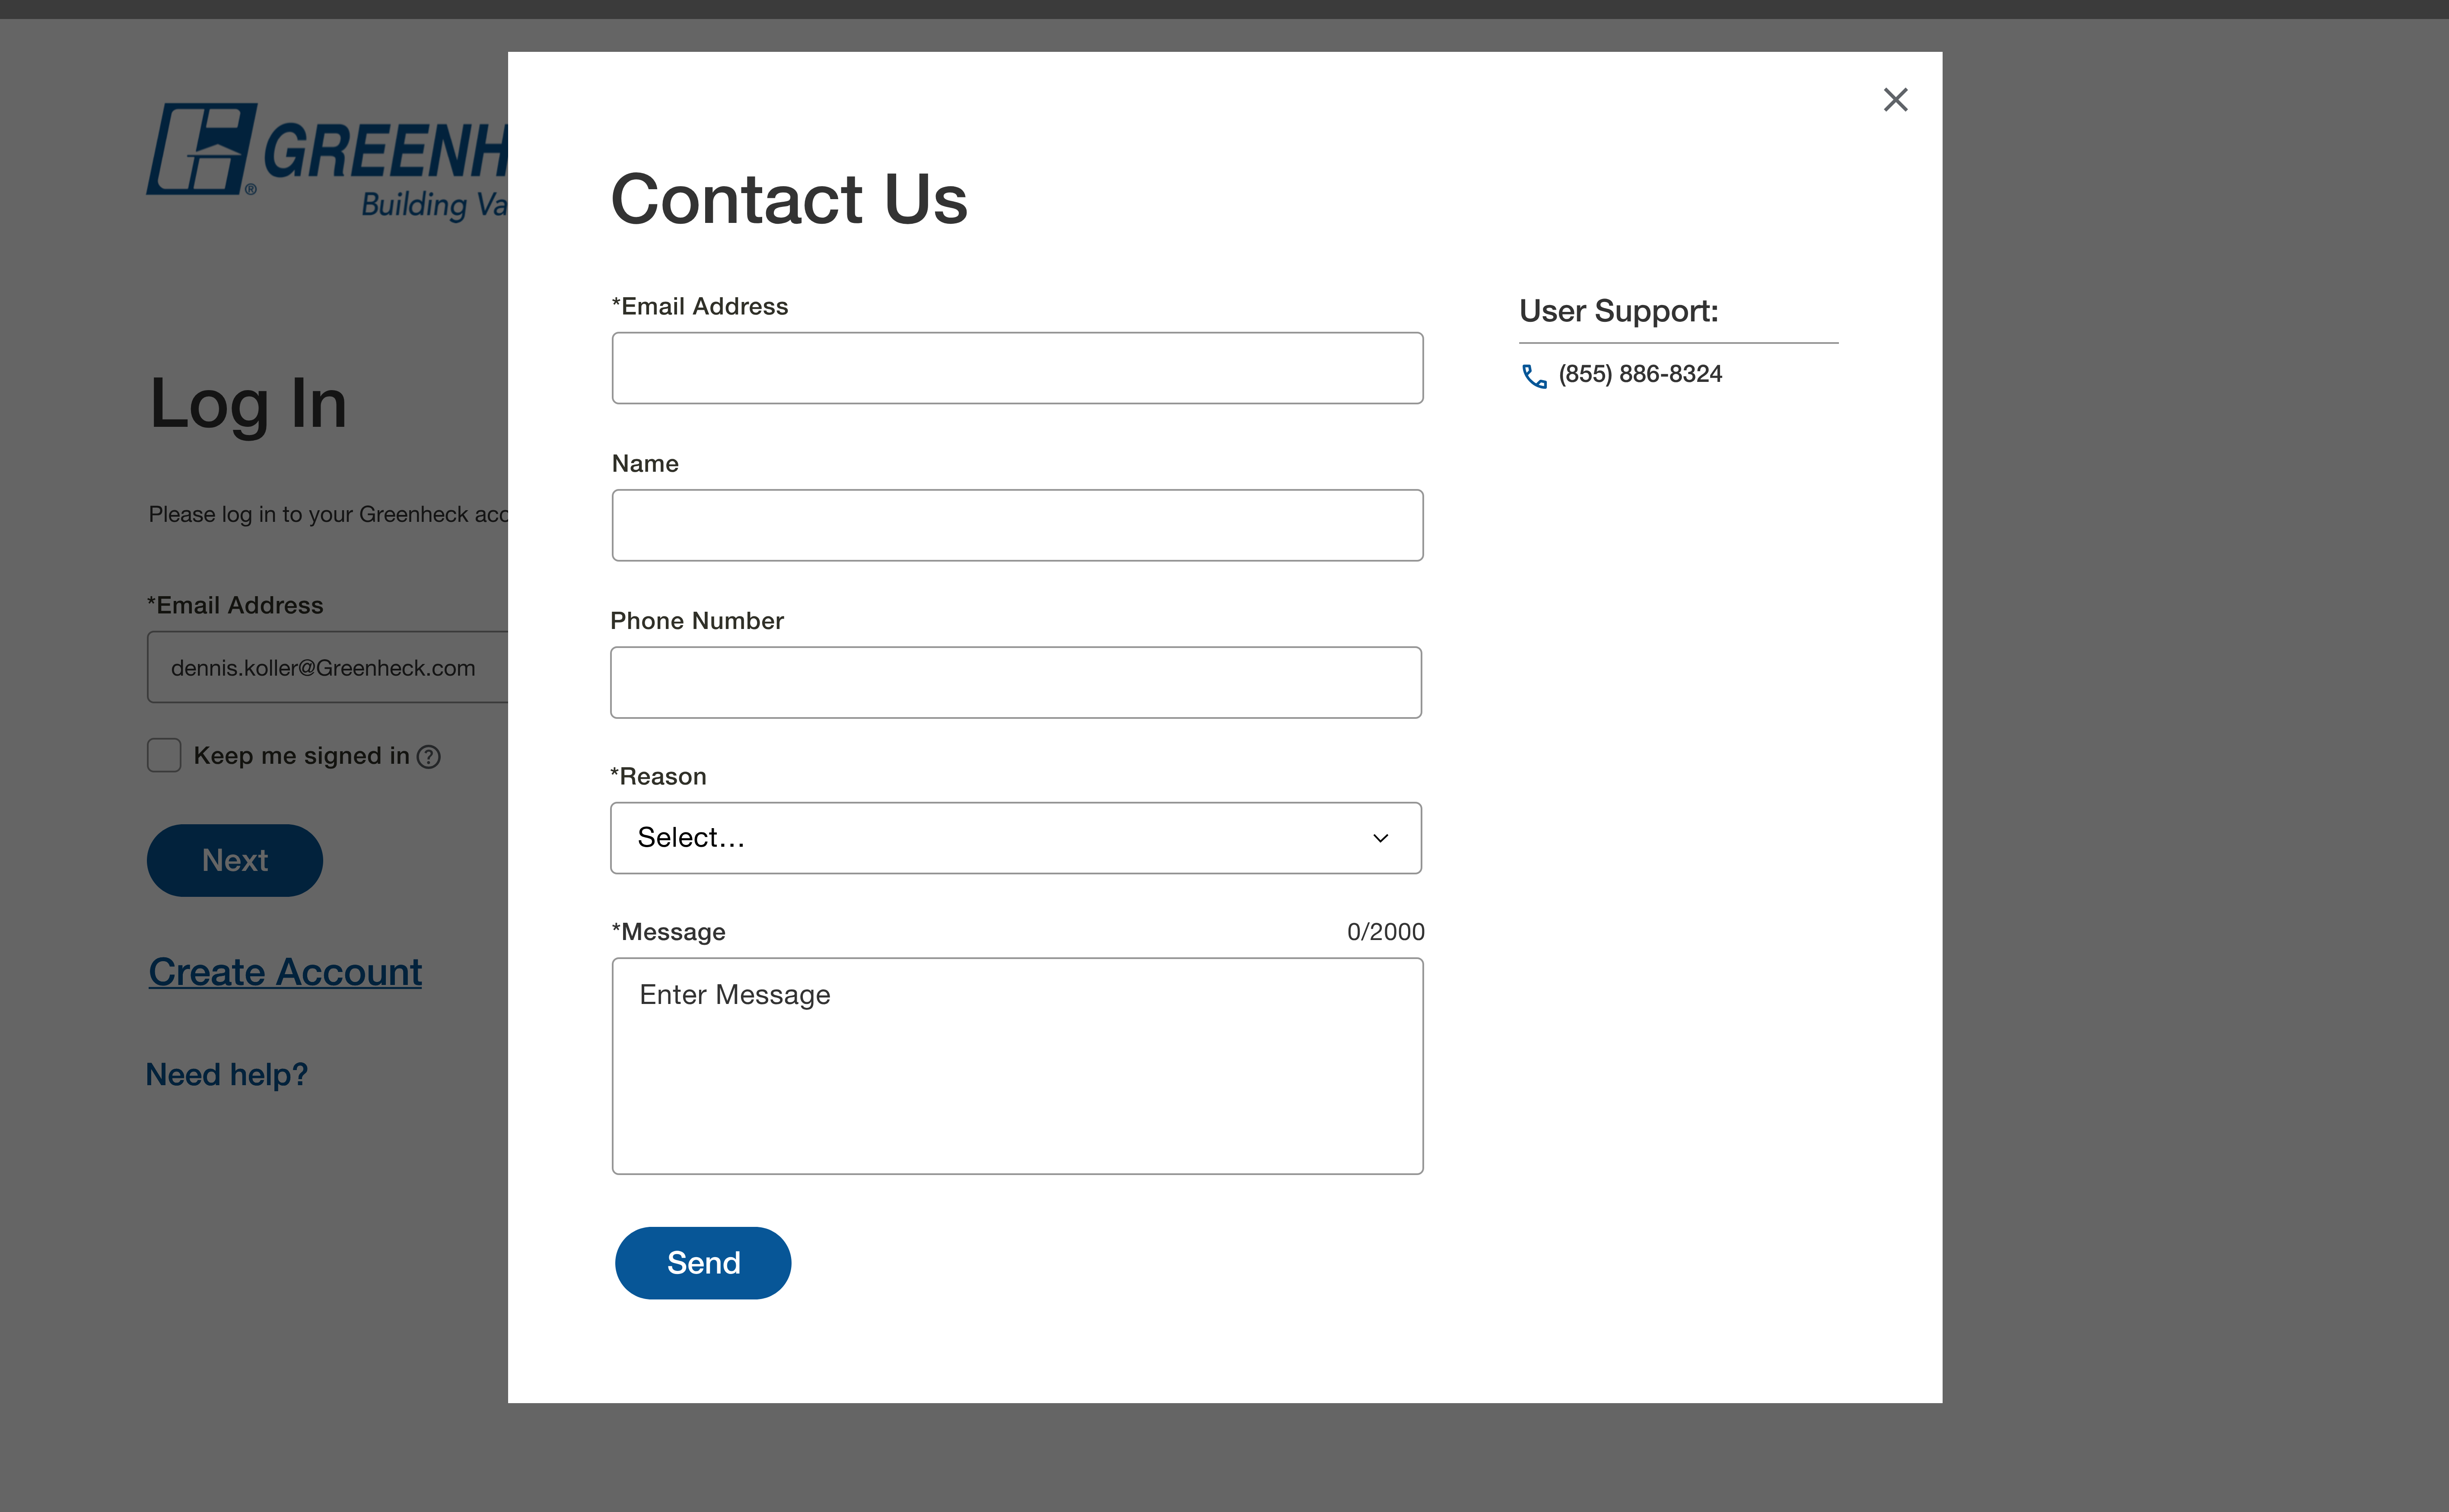 GREENH
®
Building Va
Log In
Please log in to your Greenheck acc
*Email Address
dennis.koller@Greenheck.com
Keep me signed in ?
Next
Create Account
Need help?
Contact Us
*Email Address
Name
Phone Number
*Reason
Select...
*Message 0/2000
Enter Message
Send
User Support:
(855) 886-8324